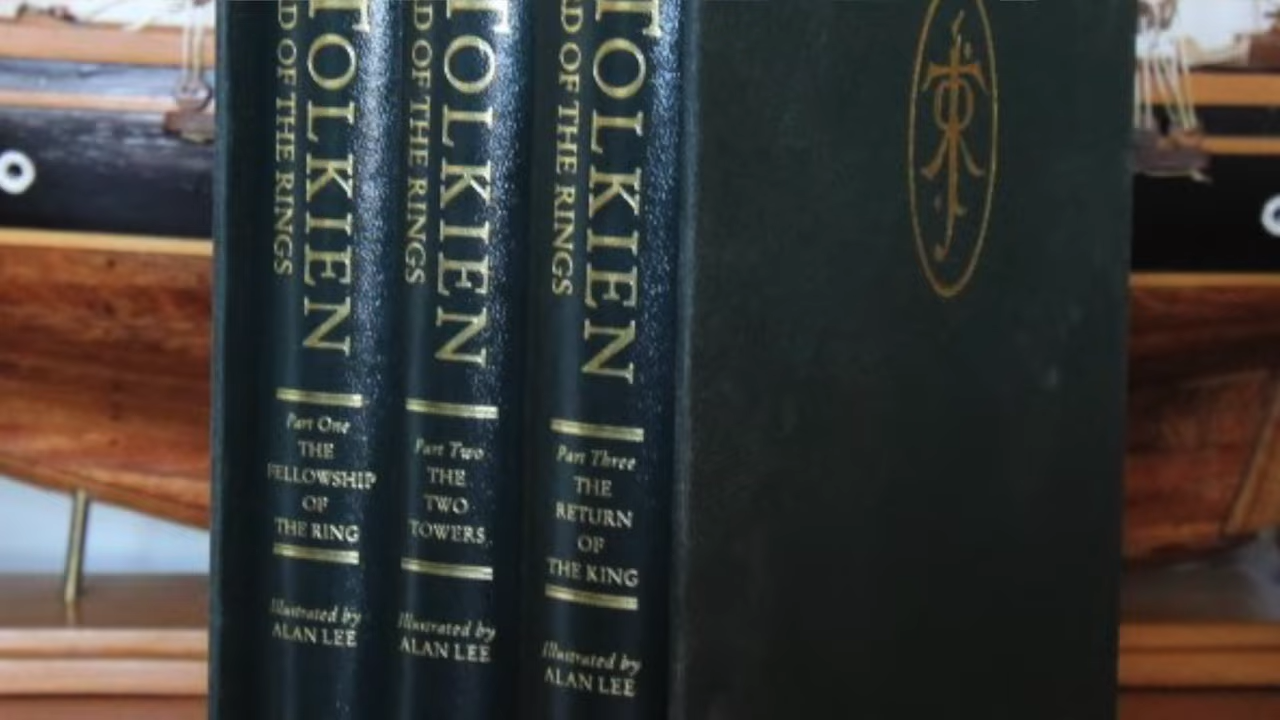 TOLKIEN
OF THE RINGS
Part One
THE
FELLOWSHIP
OF
THE RING
Illustrated by
ALAN LEE
TOLKIEN
OF THE RINGS
Part Two
THE
TWO
TOWERS
Illustrated by
ALAN LEE
TOLKIEN
OF THE RINGS
Part Three
THE
RETURN
OF
THE KING
Illustrated by
ALAN LEE